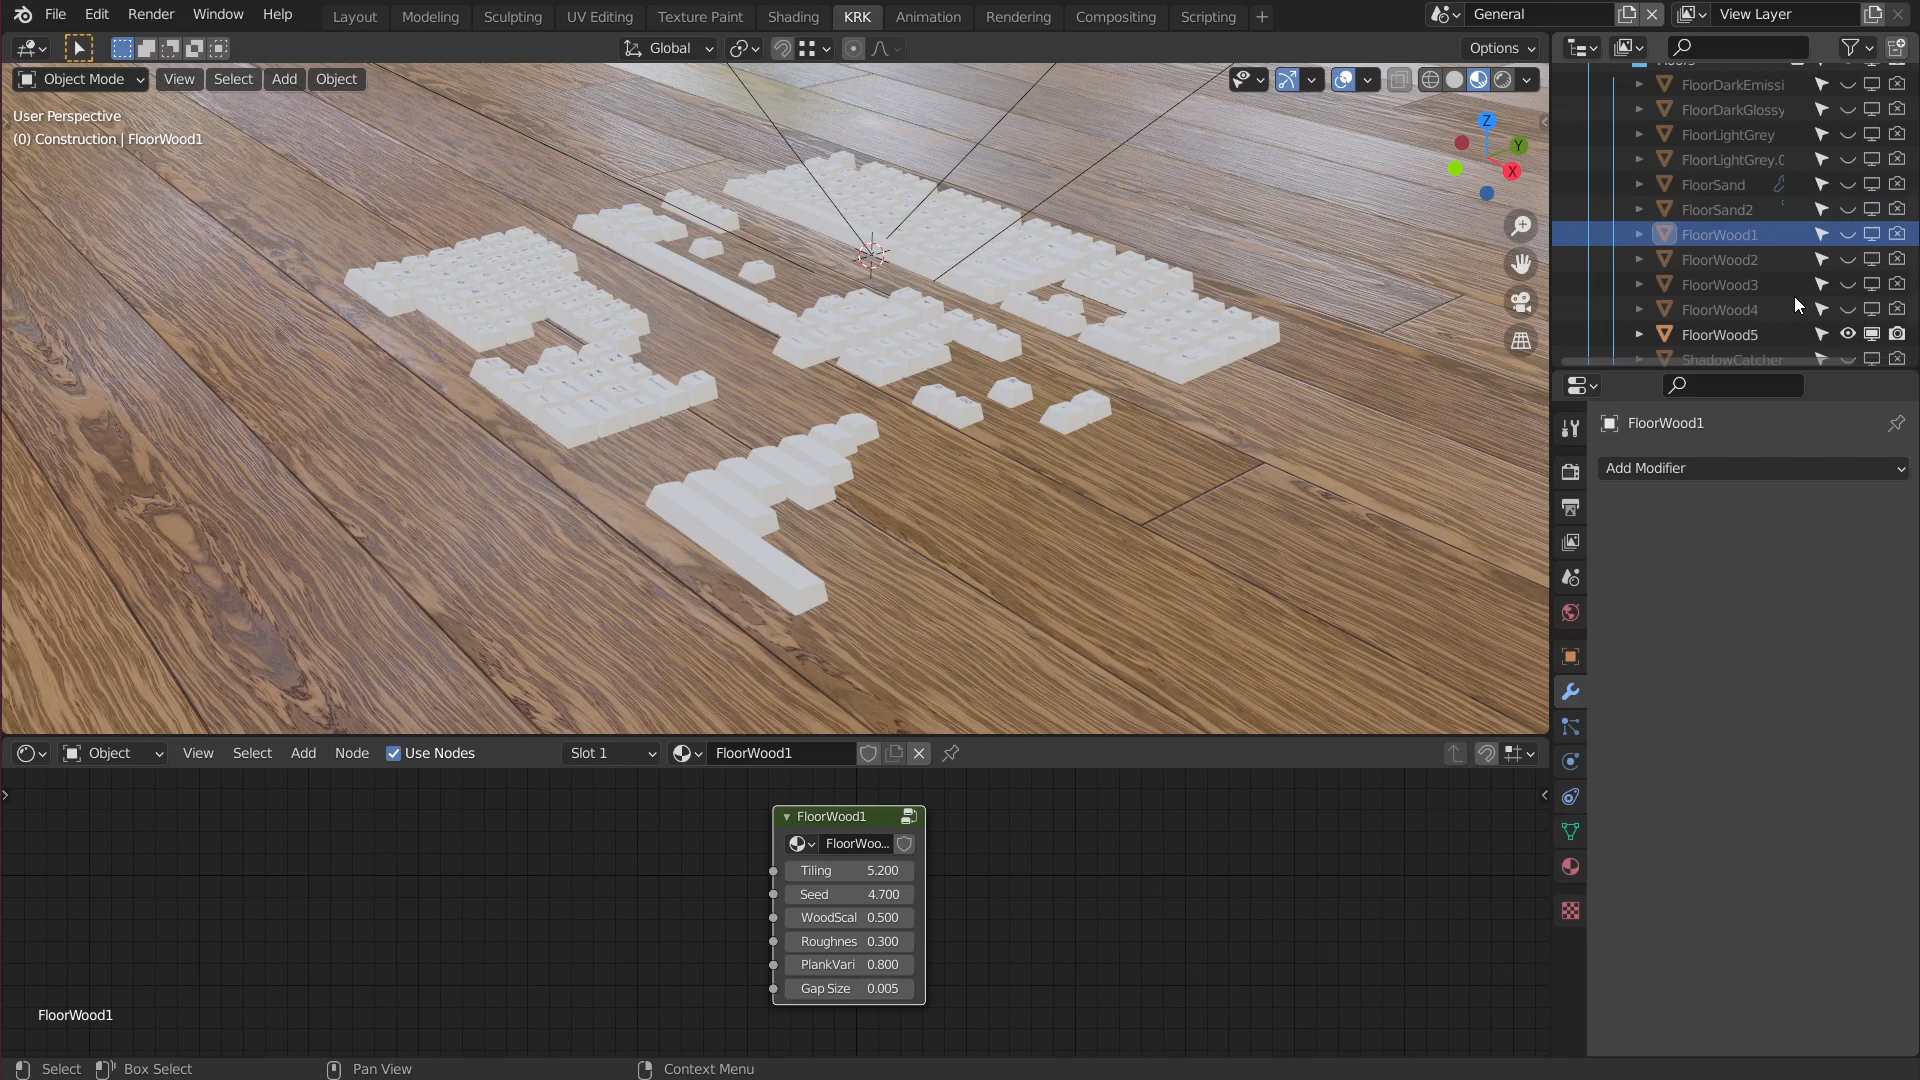 File Edit Render Window Help Layout Modeling Sculpting UV Editing Texture Paint Shading KRK Animation Rendering Compositing Scripting + General View Layer
Global Options
Object Mode View Select Add Object
User Perspective
(0) Construction | FloorWood1
Z
Y
X
FloorDarkEmissi
FloorDarkGlossy
FloorLightGrey
FloorLightGrey.0
FloorSand
FloorSand2
FloorWood1
FloorWood2
FloorWood3
FloorWood4
FloorWood5
ShadowCatcher
FloorWood1
Add Modifier
Object View Select Add Node Use Nodes Slot 1 FloorWood1
FloorWood1
FloorWoo...
Tiling 5.200
Seed 4.700
WoodScal 0.500
Roughnes 0.300
PlankVari 0.800
Gap Size 0.005
FloorWood1
Select Box Select Pan View Context Menu